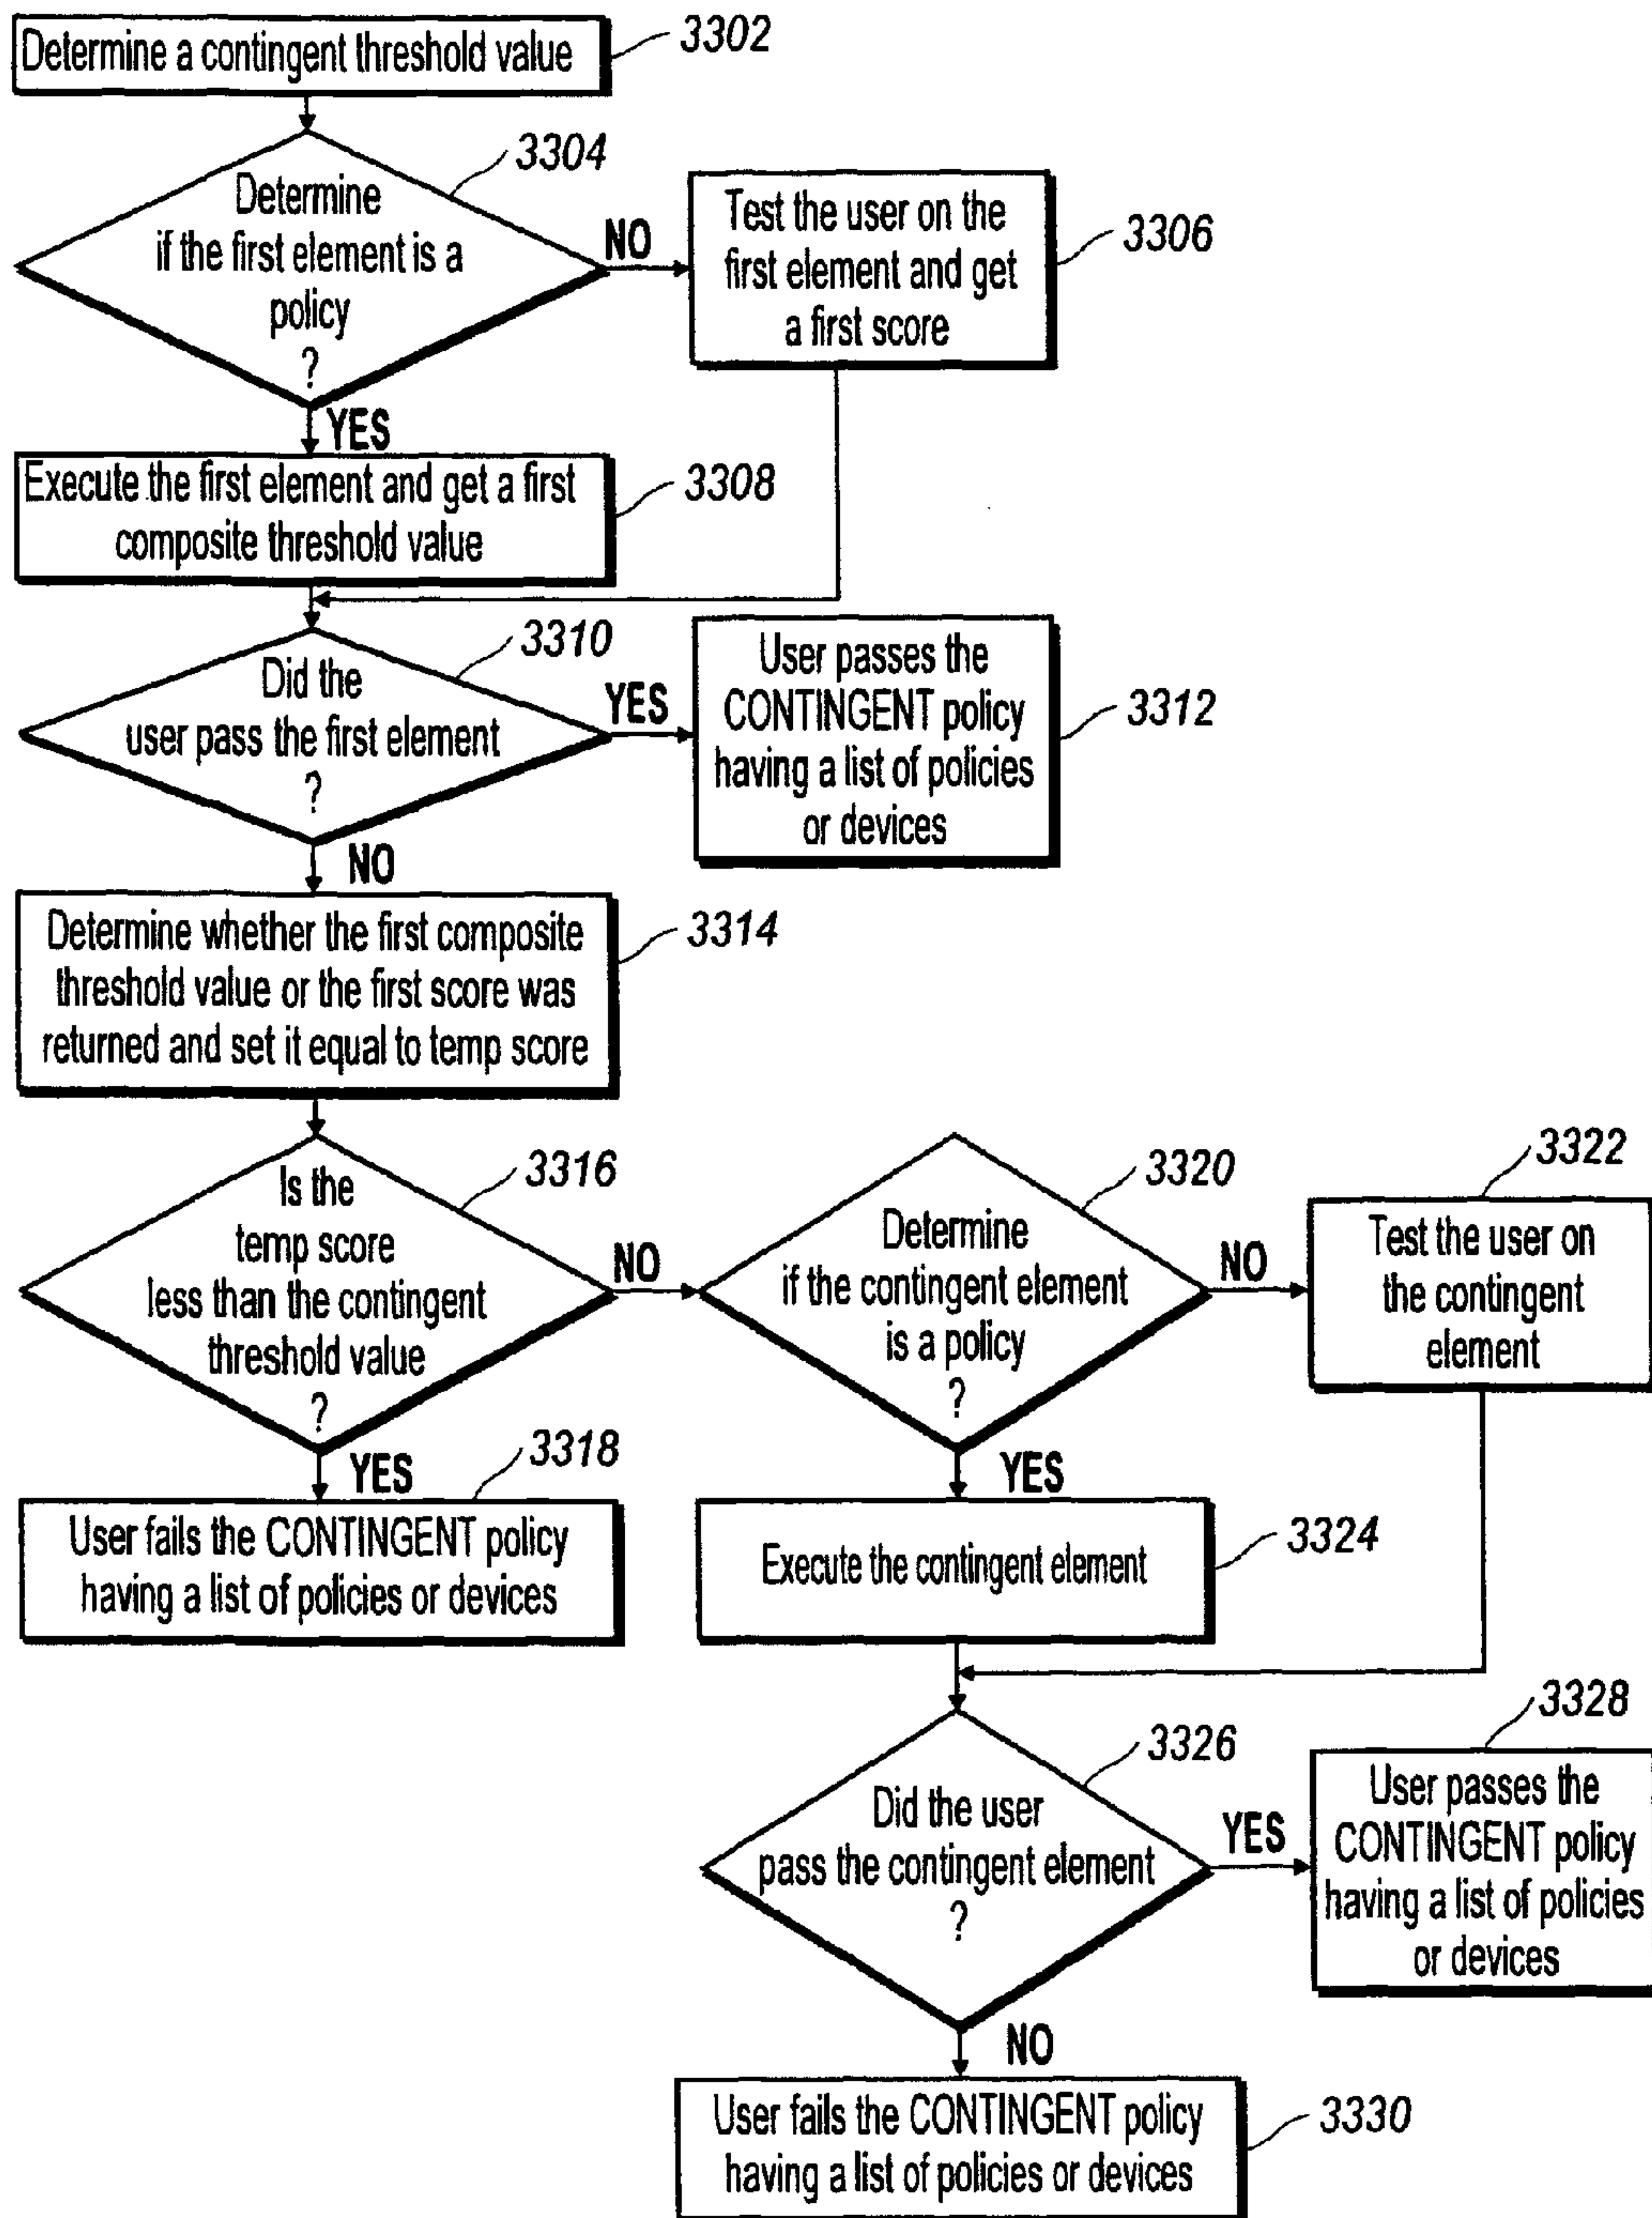 Determine a contingent threshold value
3302
3304
Determine
if the first element is a
policy
?
NO
YES
Test the user on the
first element and get
a first score
3306
Execute the first element and get a first
composite threshold value
3308
3310
Did the
user pass the first element
?
YES
NO
User passes the
CONTINGENT policy
having a list of policies
or devices
3312
Determine whether the first composite
threshold value or the first score was
returned and set it equal to temp score
3314
3316
Is the
temp score
less than the contingent
threshold value
?
NO
YES
3318
User fails the CONTINGENT policy
having a list of policies or devices
3320
Determine
if the contingent element
is a policy
?
NO
YES
3322
Test the user on
the contingent
element
Execute the contingent element
3324
3326
Did the user
pass the contingent element
?
YES
NO
3328
User passes the
CONTINGENT policy
having a list of policies
or devices
User fails the CONTINGENT policy
having a list of policies or devices
3330